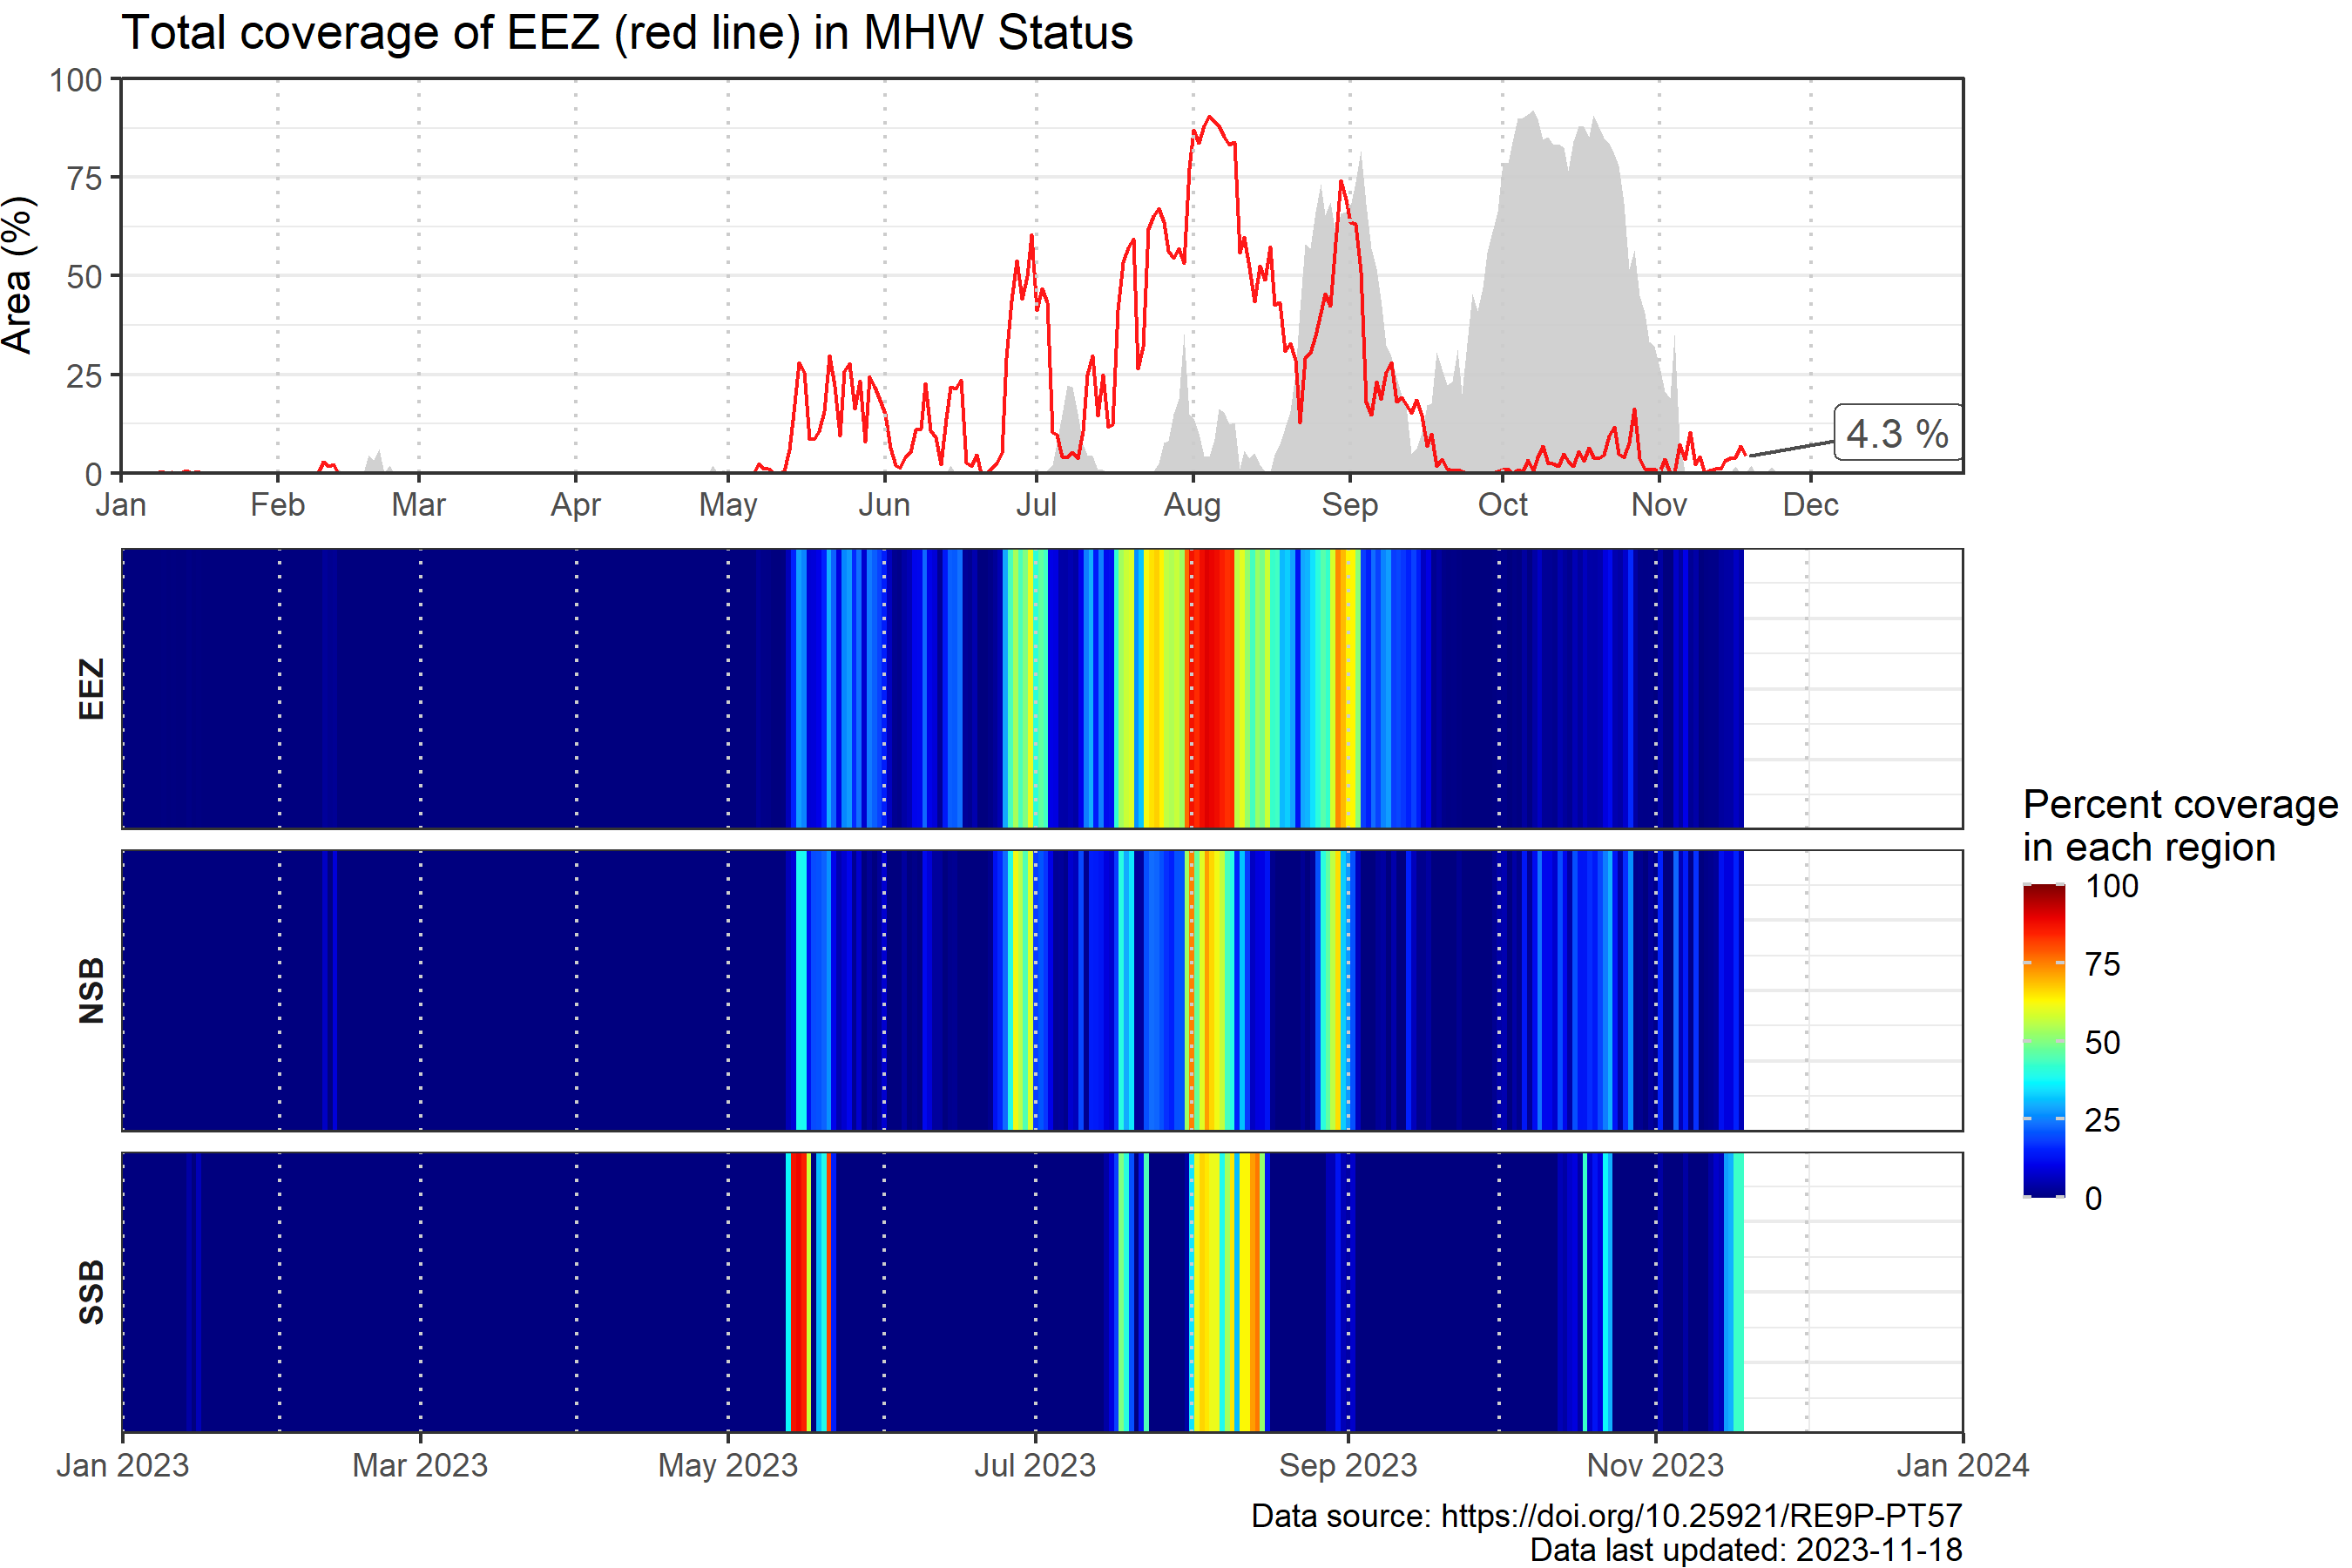 Total coverage of EEZ (red line) in MHW Status
Area (%)
100
75
50
25
0
4.3 %
Jan Feb Mar Apr May Jun Jul Aug Sep Oct Nov Dec
EEZ
NSB
SSB
Jan 2023 Mar 2023 May 2023 Jul 2023 Sep 2023 Nov 2023 Jan 2024
Percent coverage
in each region
100
75
50
25
0
Data source: https://doi.org/10.25921/RE9P-PT57
Data last updated: 2023-11-18